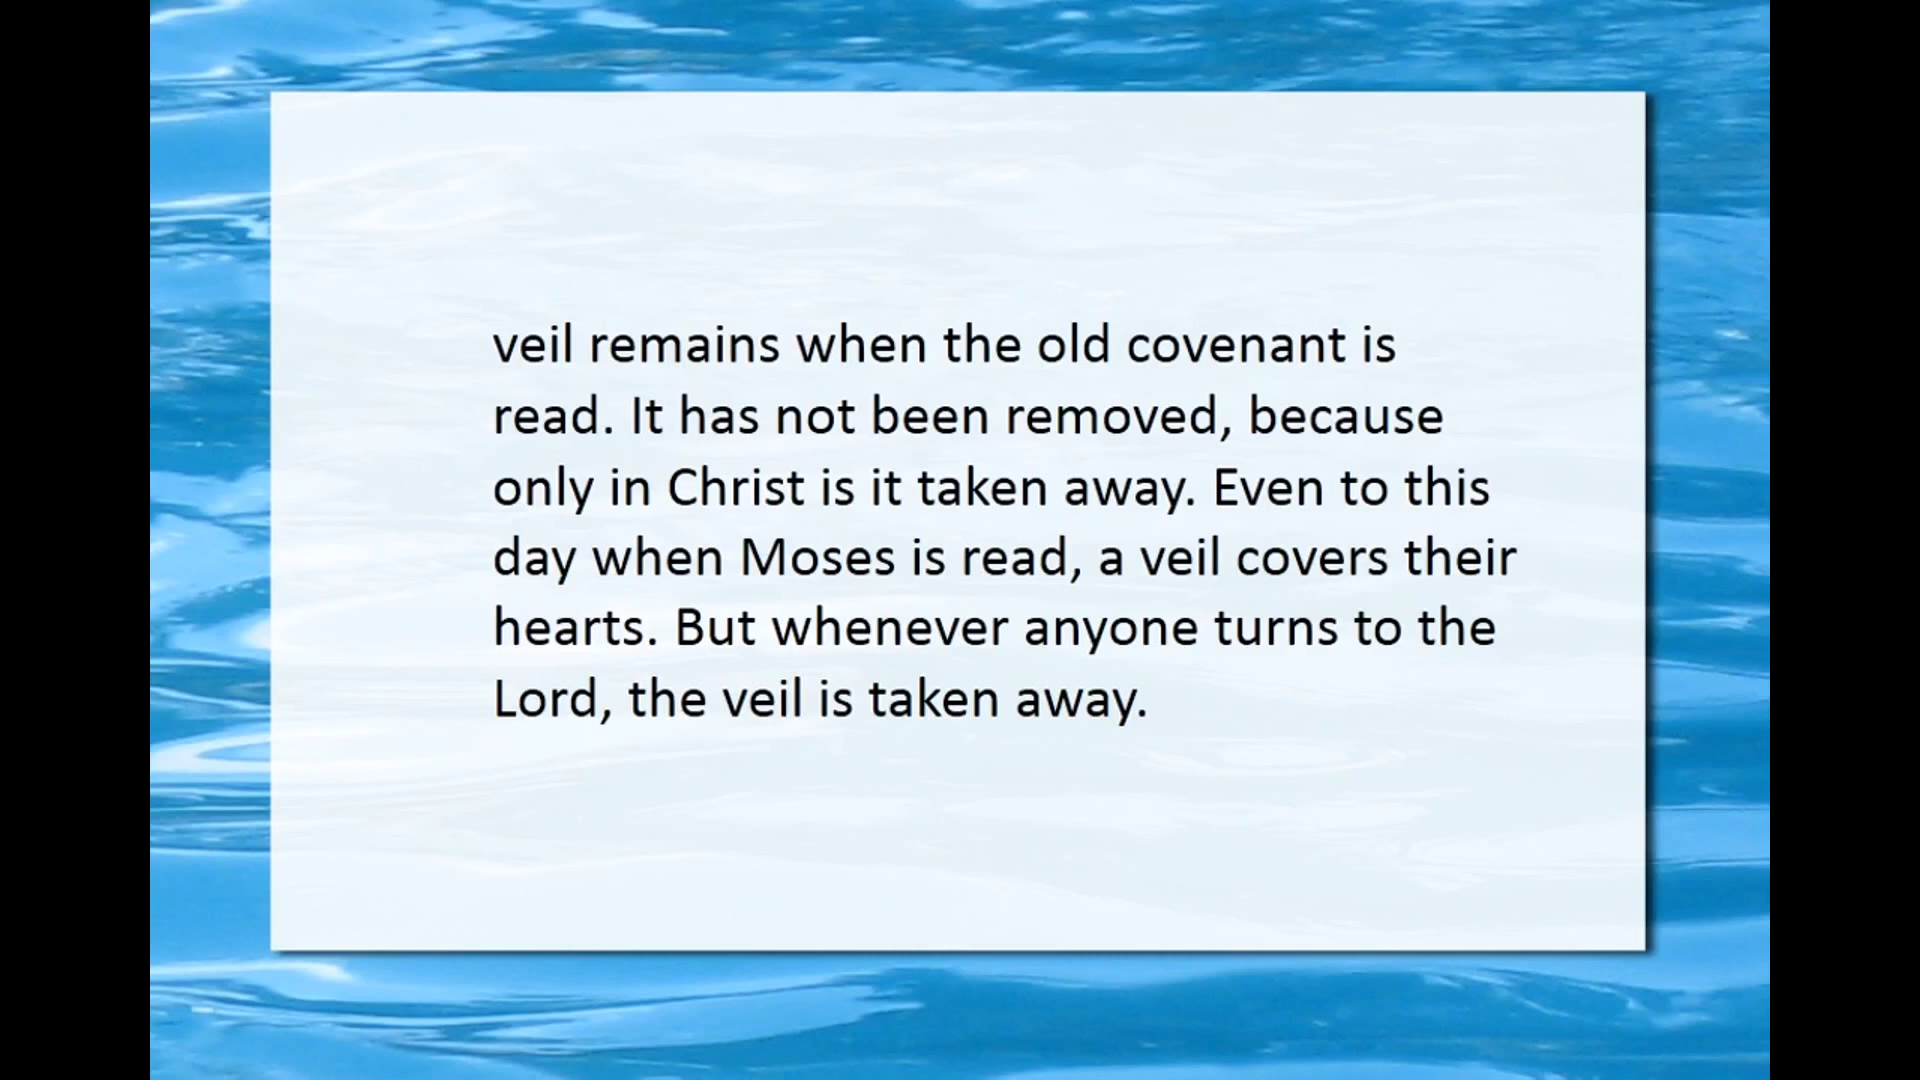 veil remains when the old covenant is
read. It has not been removed, because
only in Christ is it taken away. Even to this
day when Moses is read, a veil covers their
hearts. But whenever anyone turns to the
Lord, the veil is taken away.